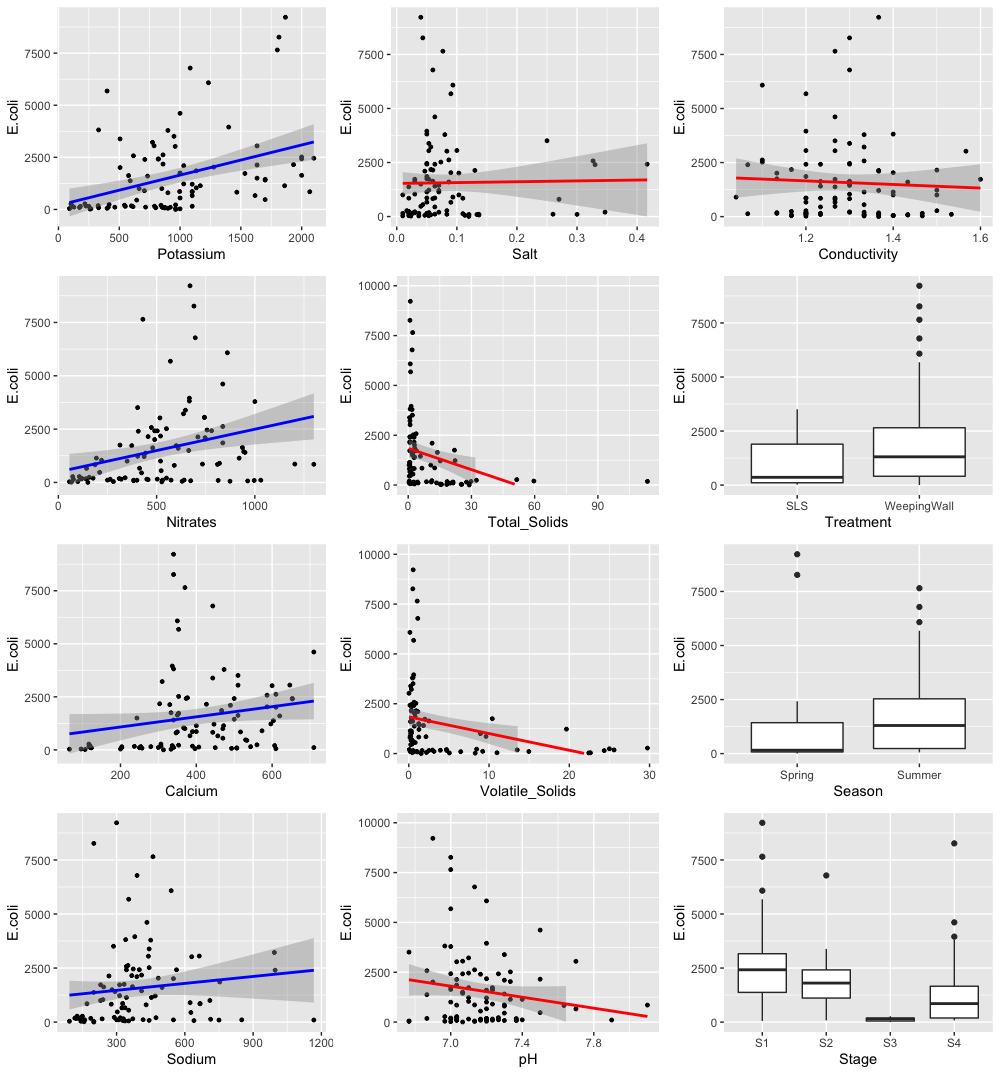 E.coli
7500
5000
2500
0
0 500 1000 1500 2000
Potassium
E.coli
7500
5000
2500
0
0.0 0.1 0.2 0.3 0.4
Salt
E.coli
7500
5000
2500
0
1.2 1.4 1.6
Conductivity
E.coli
7500
5000
2500
0
0 500 1000
Nitrates
E.coli
10000
7500
5000
2500
0
0 30 60 90
Total_Solids
E.coli
7500
5000
2500
0
SLS WeepingWall
Treatment
E.coli
7500
5000
2500
0
200 400 600
Calcium
E.coli
10000
7500
5000
2500
0
0 10 20 30
Volatile_Solids
E.coli
7500
5000
2500
0
Spring Summer
Season
E.coli
7500
5000
2500
0
300 600 900 1200
Sodium
E.coli
10000
7500
5000
2500
0
7.0 7.4 7.8
pH
E.coli
7500
5000
2500
0
S1 S2 S3 S4
Stage